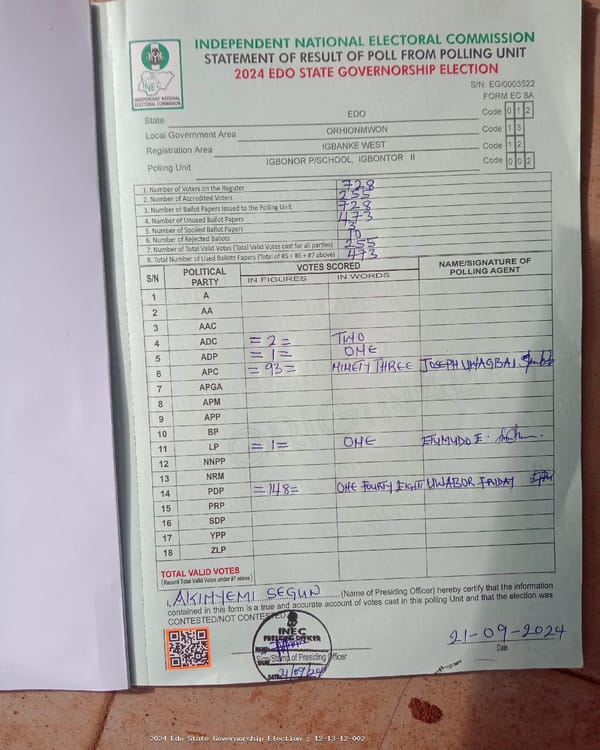 INDEPENDENT NATIONAL ELECTORAL COMMISSION
STATEMENT OF RESULT OF POLL FROM POLLING UNIT
2024 EDO STATE GOVERNORSHIP ELECTION
INEC
INDEPENDENT NATIONAL
ELECTORAL COMMISSION
S/N: EG/0003522
FORM EC 8A
State EDO Code 0 1 2
Local Government Area ORHIONMWON Code 1 3
Registration Area IGBANKE WEST Code 1 2
Polling Unit IGBONOR P/SCHOOL, IGBONTOR II Code 0 0 2
1. Number of Voters on the Register 728
2. Number of Accredited Voters 255
3. Number of Ballot Papers Issued to the Polling Unit 728
4. Number of Unused Ballot Papers 473
5. Number of Spoiled Ballot Papers 3
6. Number of Rejected Ballots 10
7. Number of Total Valid Votes (Total Valid Votes cast for all parties) 255
8. Total Number of Used Ballots Papers (Total of #5 + #6 + #7 above) 473
S/N POLITICAL PARTY VOTES SCORED NAME/SIGNATURE OF POLLING AGENT
IN FIGURES IN WORDS
1 A
2 AA
3 AAC
4 ADC =2= TWO
5 ADP =1= ONE
6 APC =93= NINETY THREE JOSEPH UWAGBAI
7 APGA
8 APM
9 APP
10 BP
11 LP =1= ONE
12 NNPP
13 NRM
14 PDP =148= ONE FOURTY EIGHT UWABOR FRIDAY
15 PRP
16 SDP
17 YPP
18 ZLP
TOTAL VALID VOTES
(Record Total Valid Votes under #7 above)
I, AKINYEMI SEGUN (Name of Presiding Officer) hereby certify that the information
contained in this form is a true and accurate account of votes cast in this polling Unit and that the election was
CONTESTED/NOT CONTESTED
INEC
PRESIDING OFFICER
Sign/Stamp of Presiding Officer
DATE 21/09/24
21-09-2024
Date
2024 Edo State Governorship Election : 12-13-12-002